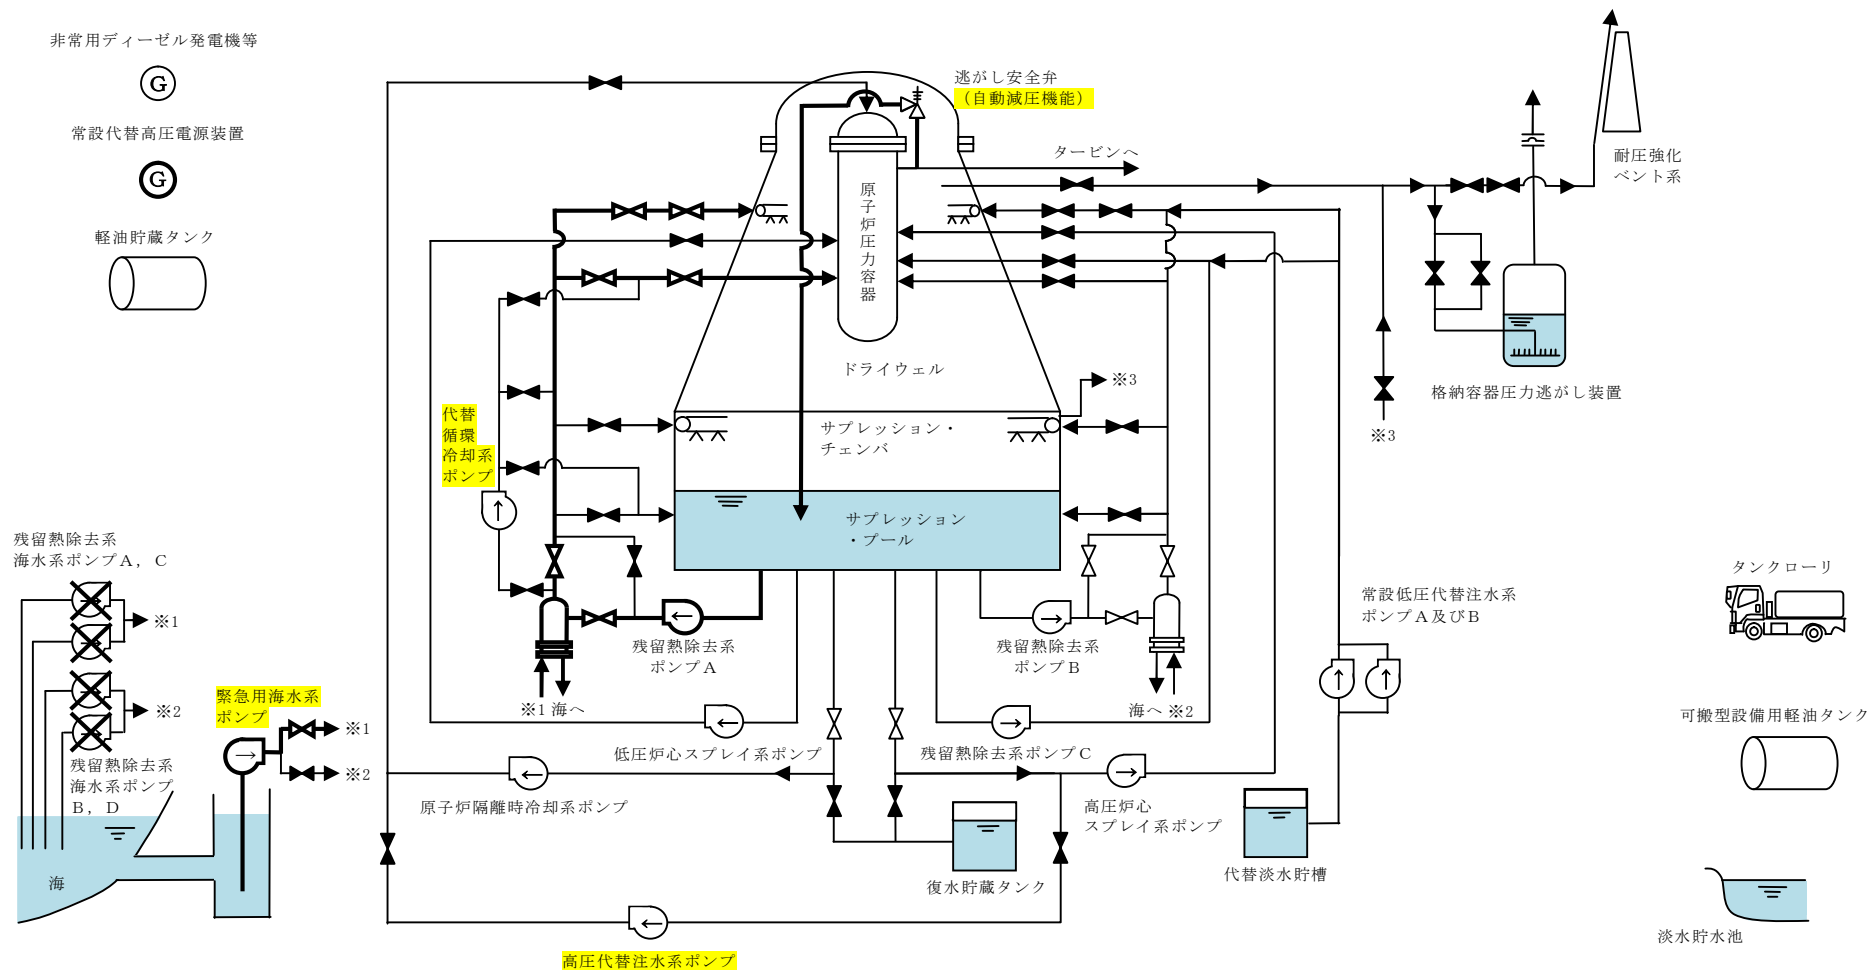 非常用ディーゼル発電機等
G
常設代替高圧電源装置
G
軽油貯蔵タンク
逃がし安全弁
（自動減圧機能）
タービンへ
原子炉圧力容器
ドライウェル
耐圧強化
ベント系
格納容器圧力逃がし装置
※3
※3
サプレッション・
チェンバ
サプレッション
・プール
代替
循環
冷却系
ポンプ
残留熱除去系
海水系ポンプA，C
※1
※2
残留熱除去系
海水系ポンプ
B，D
緊急用海水系
ポンプ
※1
※2
海
残留熱除去系
ポンプA
※1 海へ
残留熱除去系
ポンプB
海へ ※2
低圧炉心スプレイ系ポンプ
残留熱除去系ポンプC
原子炉隔離時冷却系ポンプ
高圧炉心
スプレイ系ポンプ
復水貯蔵タンク
高圧代替注水系ポンプ
常設低圧代替注水系
ポンプA及びB
代替淡水貯槽
タンクローリ
可搬型設備用軽油タンク
淡水貯水池